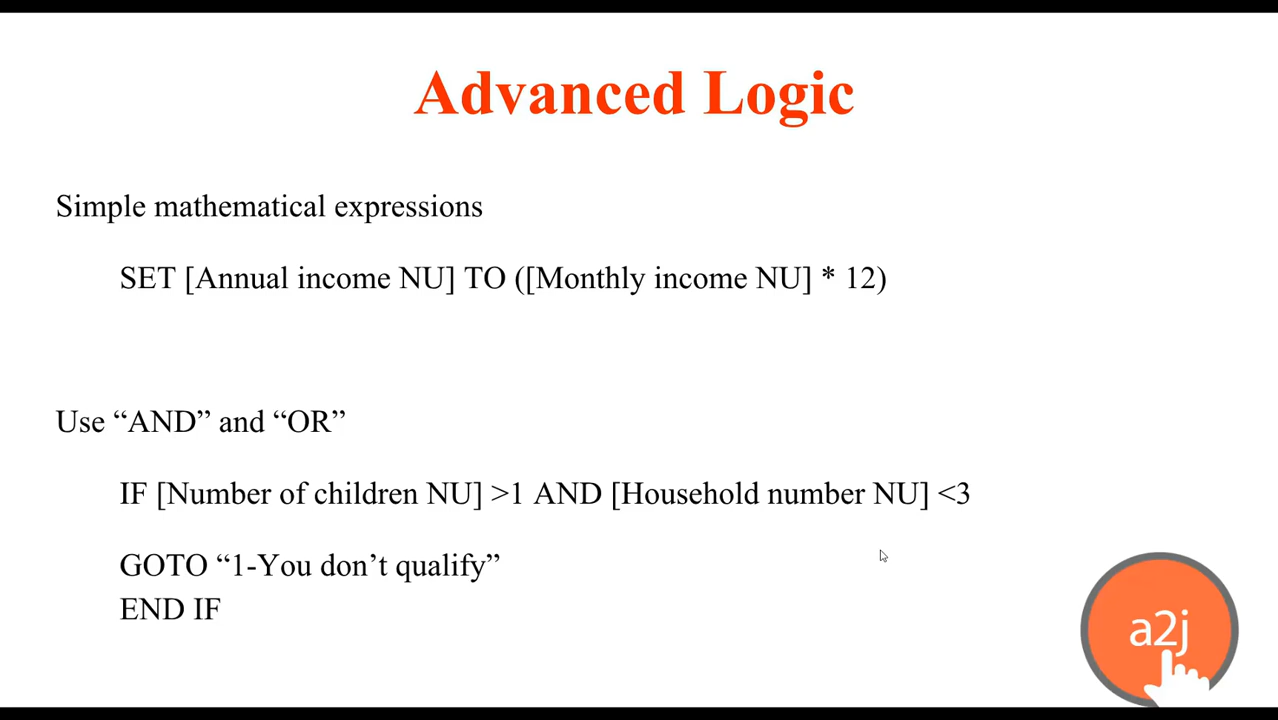 Advanced Logic
Simple mathematical expressions
SET [Annual income NU] TO ([Monthly income NU] * 12)
Use “AND” and “OR”
IF [Number of children NU] >1 AND [Household number NU] <3
GOTO “1-You don’t qualify”
END IF
a2j